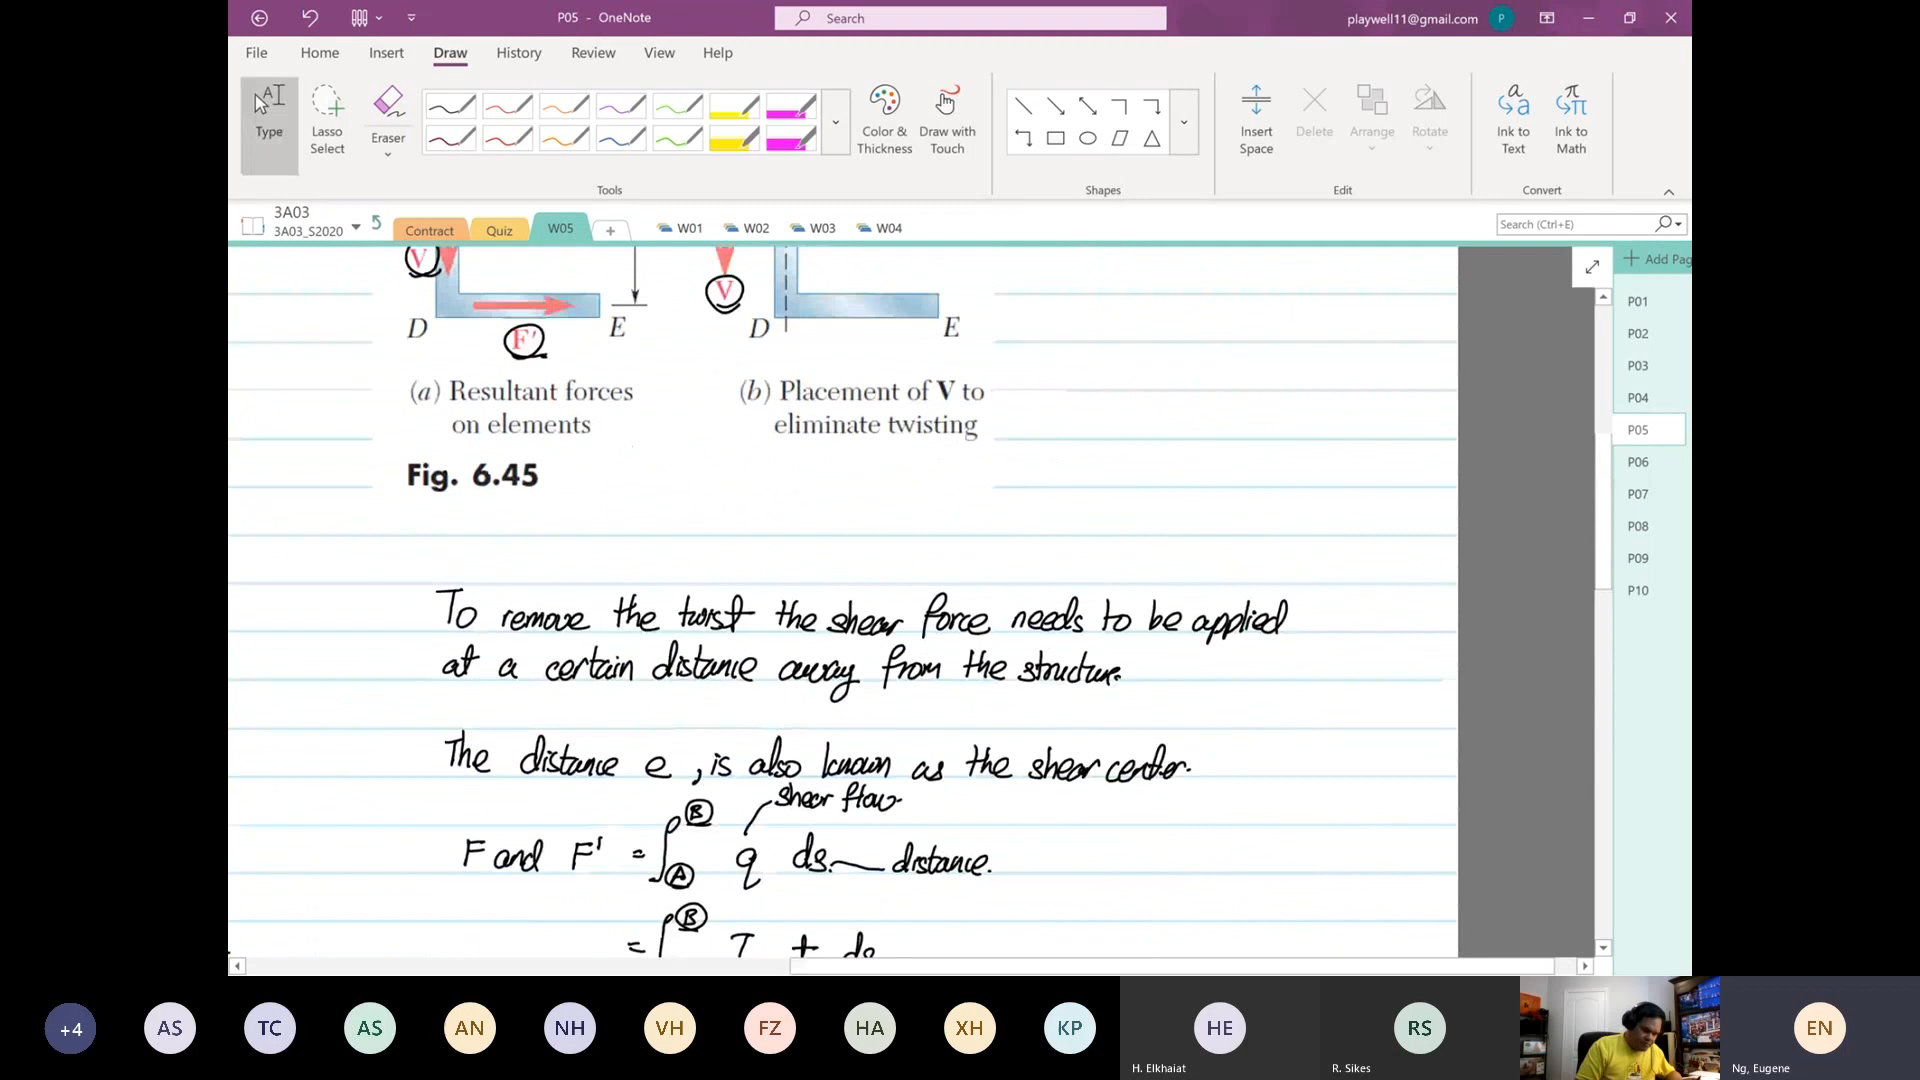 P05 - OneNote
Search
playwell11@gmail.com
P
File Home Insert Draw History Review View Help
Type
Lasso Select
Eraser
Color & Thickness
Draw with Touch
Insert Space
Delete
Arrange
Rotate
Ink to Text
Ink to Math
Tools
Shapes
Edit
Convert
3A03
3A03_S2020
Contract
Quiz
W05
W01
W02
W03
W04
Search (Ctrl+E)
Add Pag
P01
P02
P03
P04
P05
P06
P07
P08
P09
P10
V
D
F'
E
V
D
E
(a) Resultant forces
on elements
(b) Placement of V to
eliminate twisting
Fig. 6.45
To remove the twist the shear force needs to be applied
at a certain distance away from the structure.
The distance e, is also known as the shear center.
shear flow
F and F' = ∫ A B q ds. distance.
= ∫ B t ds
+4
AS
TC
AS
AN
NH
VH
FZ
HA
XH
KP
HE
H. Elkhaiat
RS
R. Sikes
EN
Ng, Eugene